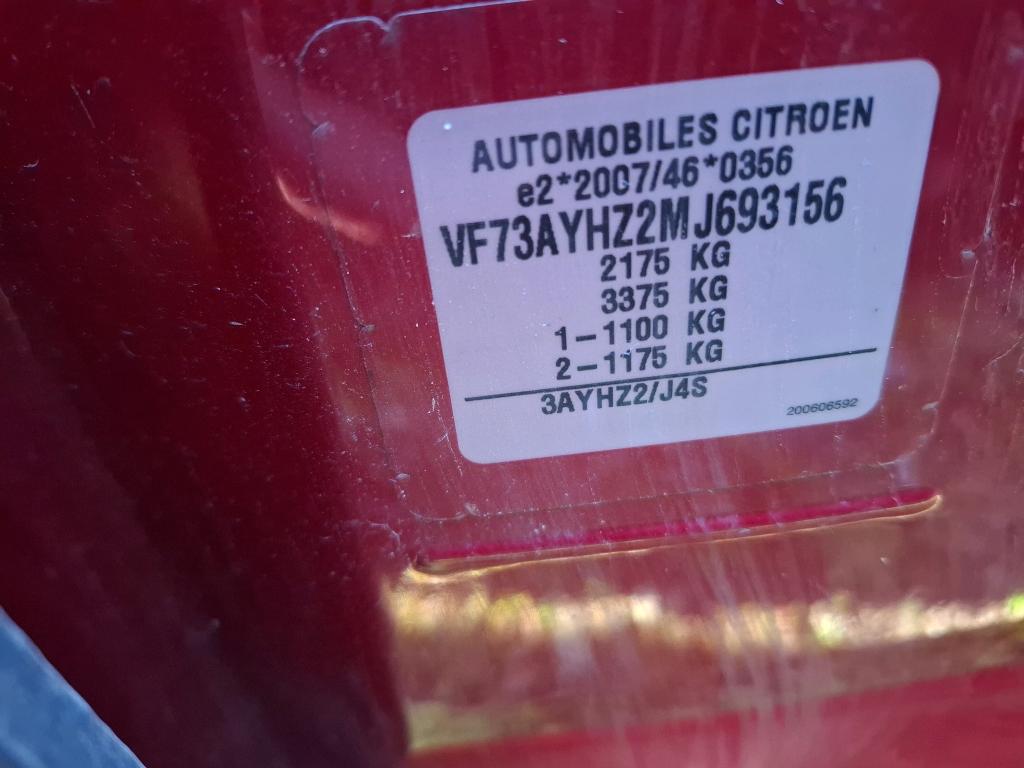 AUTOMOBILES CITROEN
e2*2007/46*0356
VF73AYHZ2MJ693156
2175 KG
3375 KG
1-1100 KG
2-1175 KG
3AYHZ2/J4S
200606592